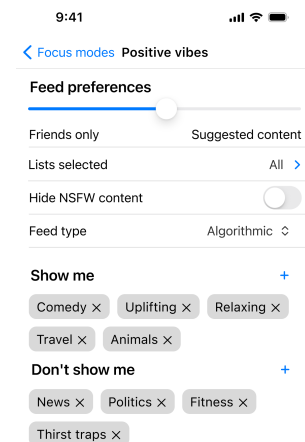 9:41
Focus modes Positive vibes
Feed preferences
Friends only Suggested content
Lists selected All
Hide NSFW content
Feed type Algorithmic
Show me +
Comedy × Uplifting × Relaxing ×
Travel × Animals ×
Don't show me +
News × Politics × Fitness ×
Thirst traps ×